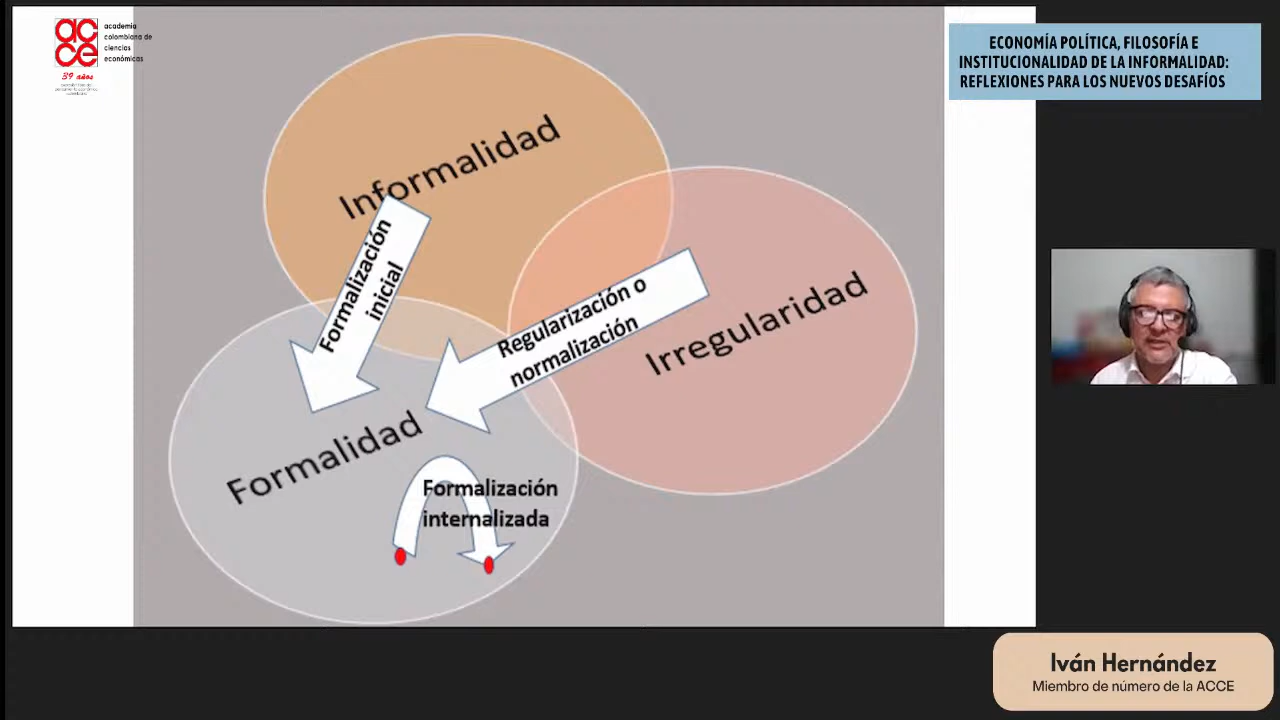 academia
colombiana de
ciencias
económicas
acce
39 años
ECONOMÍA POLÍTICA, FILOSOFÍA E
INSTITUCIONALIDAD DE LA INFORMALIDAD:
REFLEXIONES PARA LOS NUEVOS DESAFÍOS
Informalidad
Formalización
inicial
Regularización o
normalización
Irregularidad
Formalidad
Formalización
internalizada
Iván Hernández
Miembro de número de la ACCE